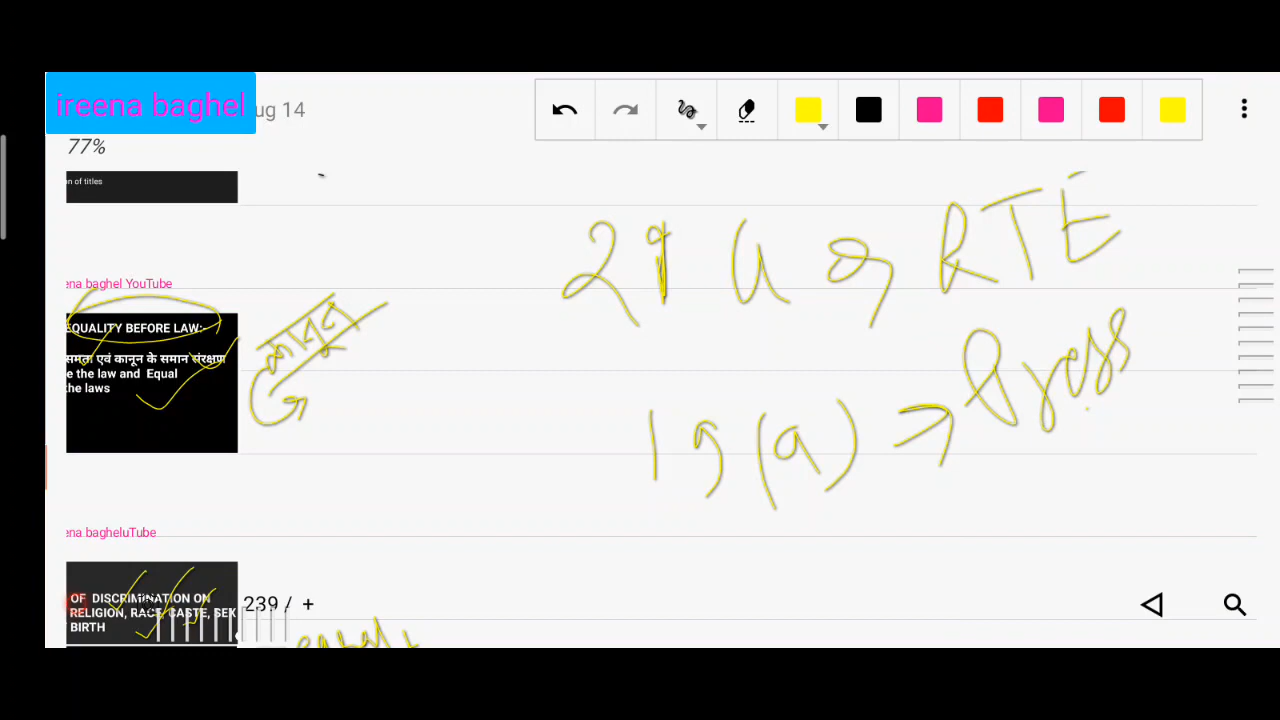 ireena baghel
ug 14
77%
n of titles
21 a RTE
ena baghel YouTube
EQUALITY BEFORE LAW:-
समता एवं कानून के समान संरक्षण
e the law and Equal
the laws
19 (a) → Press
ena bagheluTube
OF DISCRIMINATION ON
RELIGION, RACE, CASTE, SEX
BIRTH
239 / +